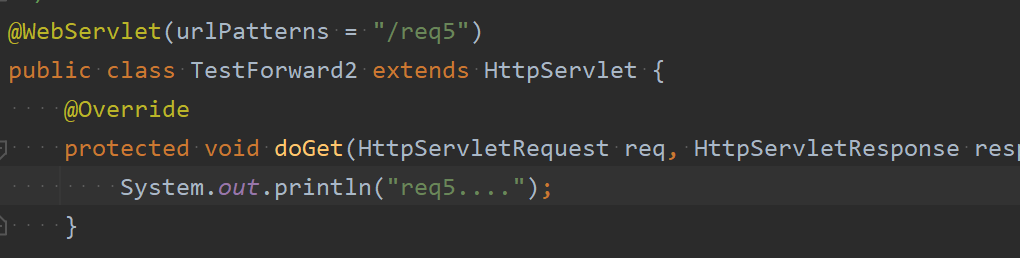 @WebServlet(urlPatterns = "/req5")
public class TestForward2 extends HttpServlet {
@Override
protected void doGet(HttpServletRequest req, HttpServletResponse resp
System.out.println("req5....");
}